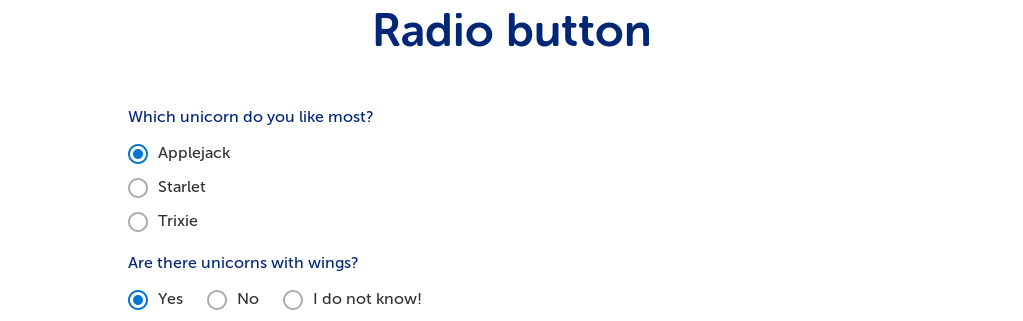 Radio button
Which unicorn do you like most?
Applejack
Starlet
Trixie
Are there unicorns with wings?
Yes No I do not know!